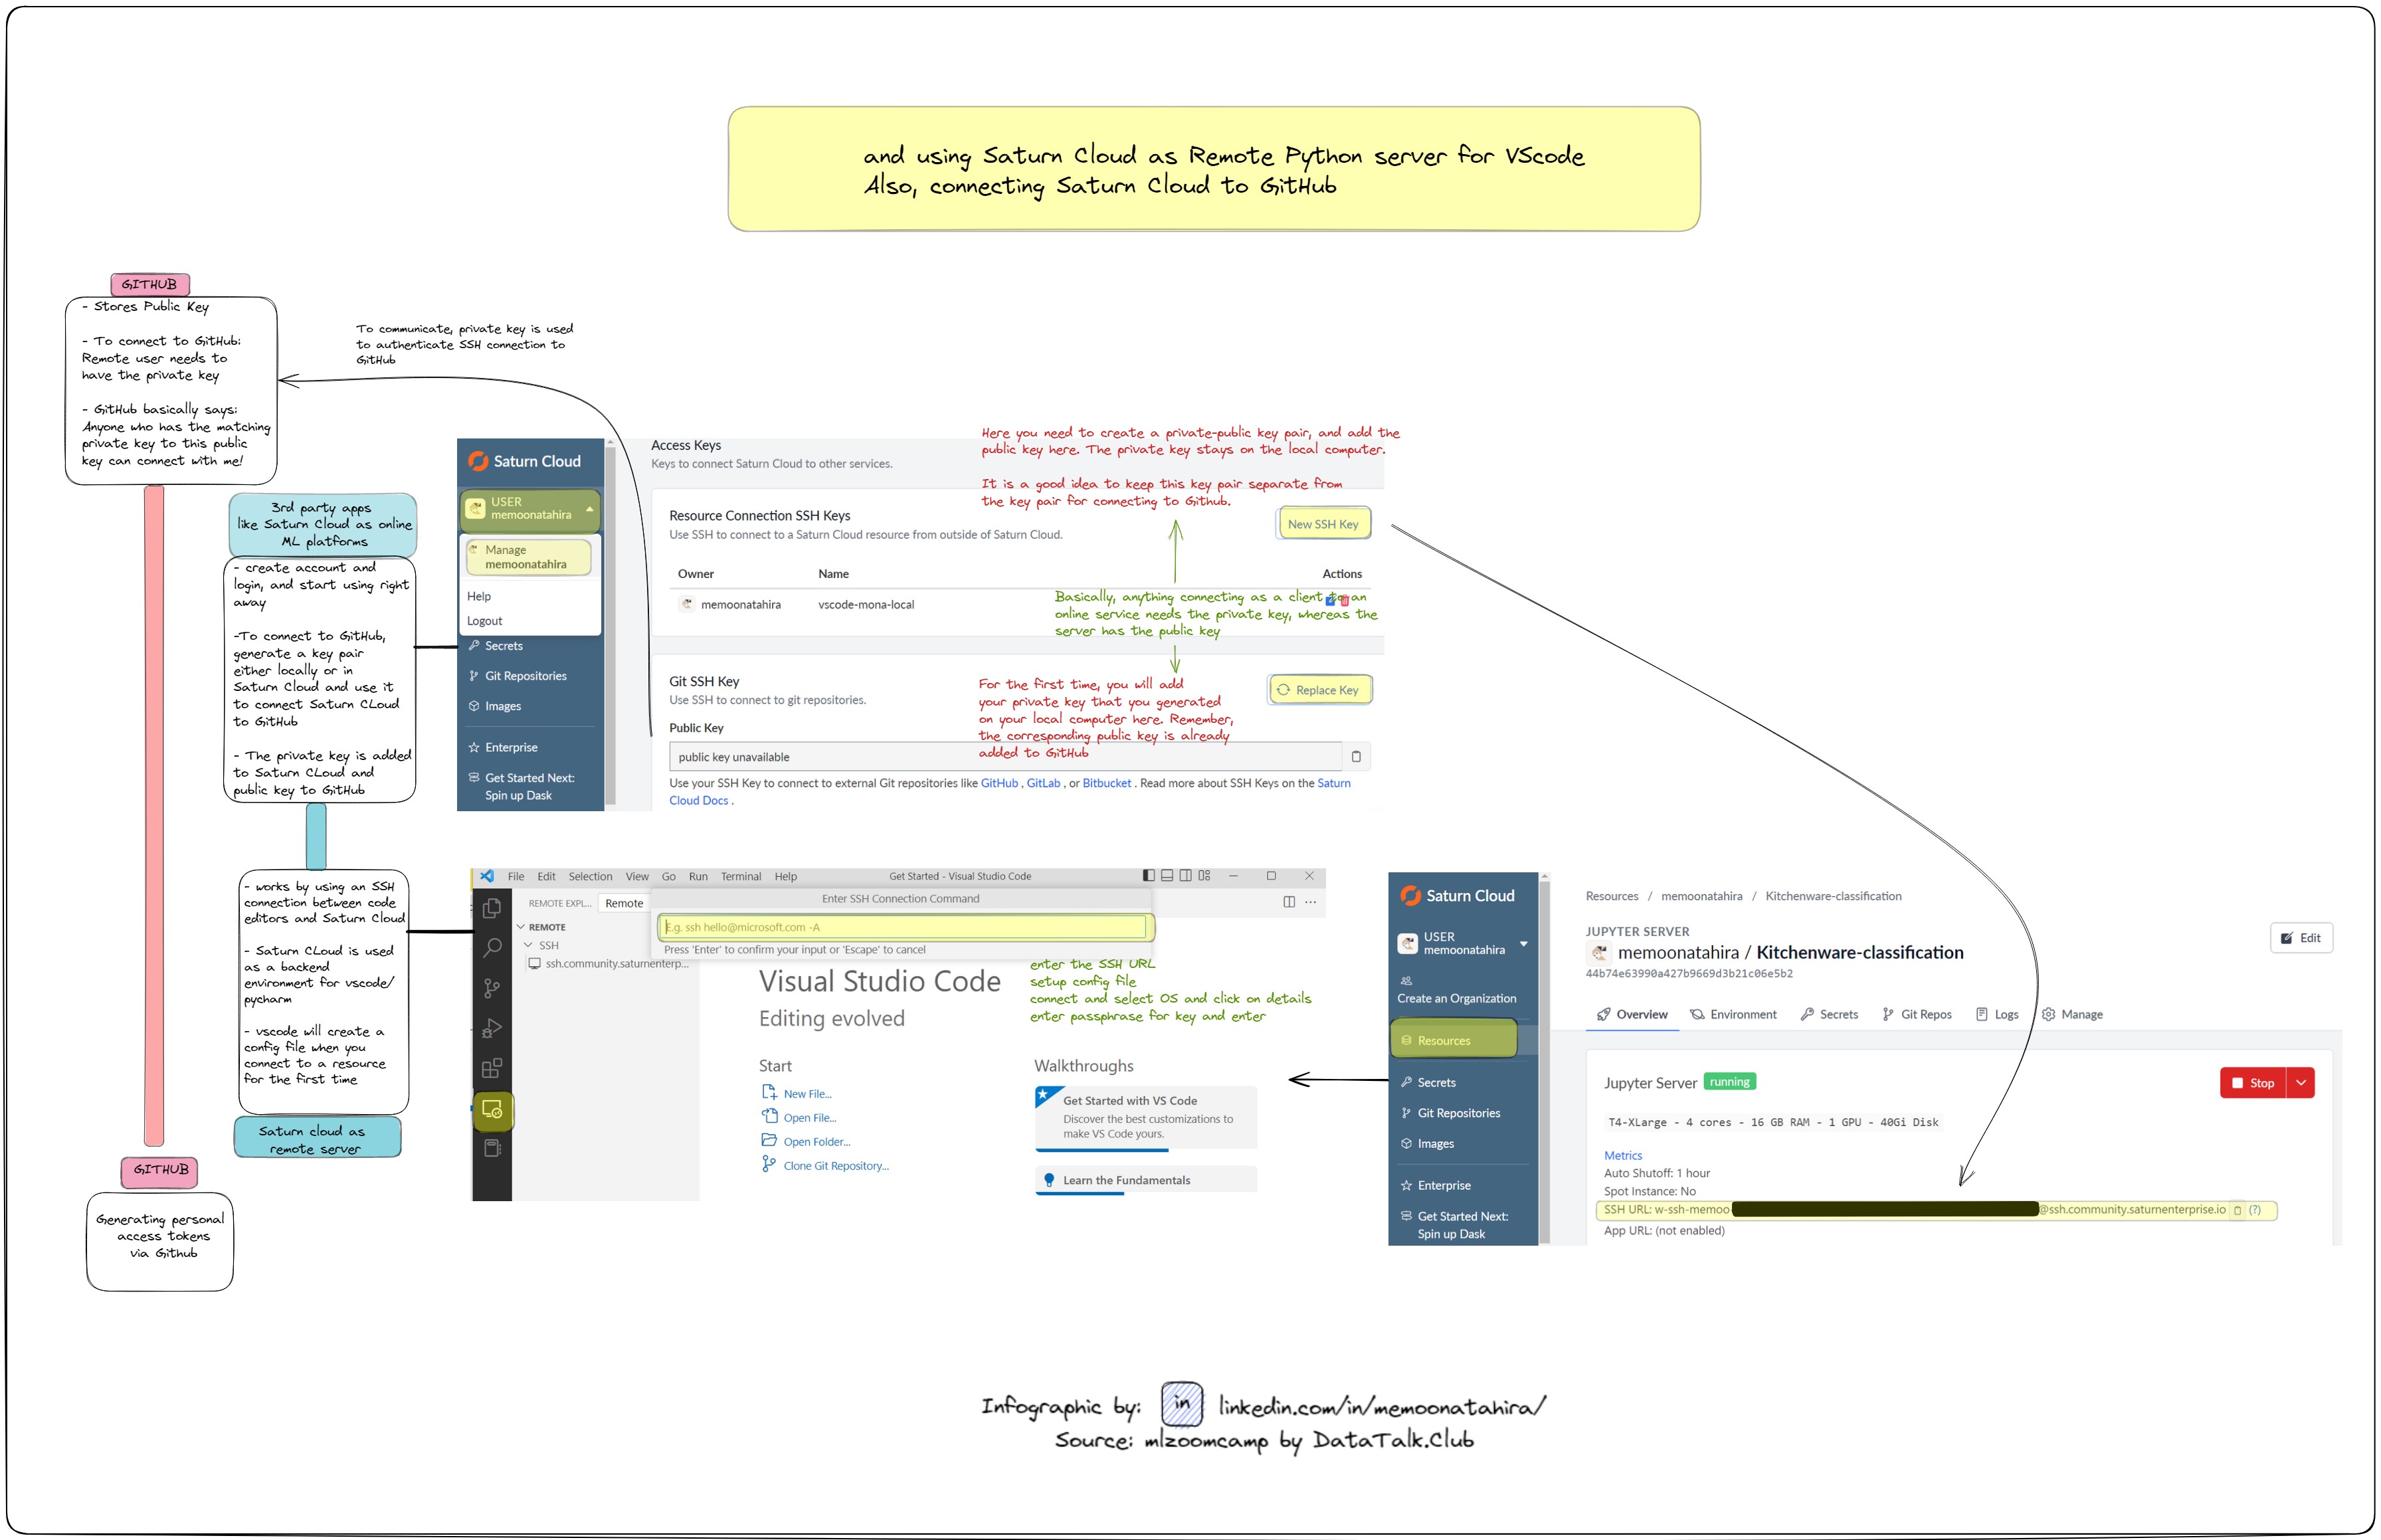 and using Saturn Cloud as Remote Python server for VScode
Also, connecting Saturn Cloud to GitHub
GITHUB
- Stores Public Key
- To connect to GitHub:
Remote user needs to
have the private key
- GitHub basically says:
Anyone who has the matching
private key to this public
key can connect with me!
To communicate, private key is used
to authenticate SSH connection to
GitHub
3rd party apps
like Saturn Cloud as online
ML platforms
- create account and
login, and start using right
away
-To connect to GitHub,
generate a key pair
either locally or in
Saturn Cloud and use it
to connect Saturn CLoud
to GitHub
- The private key is added
to Saturn CLoud and
public key to GitHub
Saturn Cloud
USER
memoonatahira
Manage
memoonatahira
Help
Logout
Secrets
Git Repositories
Images
Enterprise
Get Started Next:
Spin up Dask
Access Keys
Keys to connect Saturn Cloud to other services.
Here you need to create a private-public key pair, and add the
public key here. The private key stays on the local computer.
It is a good idea to keep this key pair separate from
the key pair for connecting to Github.
Resource Connection SSH Keys
Use SSH to connect to a Saturn Cloud resource from outside of Saturn Cloud.
New SSH Key
Owner Name Actions
memoonatahira vscode-mona-local
Basically, anything connecting as a client to an
online service needs the private key, whereas the
server has the public key
Git SSH Key
Use SSH to connect to git repositories.
Replace Key
For the first time, you will add
your private key that you generated
on your local computer here. Remember,
the corresponding public key is already
added to GitHub
Public Key
public key unavailable
Use your SSH Key to connect to external Git repositories like GitHub , GitLab , or Bitbucket . Read more about SSH Keys on the Saturn
Cloud Docs .
- works by using an SSH
connection between code
editors and Saturn Cloud
- Saturn CLoud is used
as a backend
environment for vscode/
pycharm
- vscode will create a
config file when you
connect to a resource
for the first time
Saturn cloud as
remote server
GITHUB
Generating personal
access tokens
via Github
File Edit Selection View Go Run Terminal Help Get Started - Visual Studio Code
REMOTE EXPL... Remote
Enter SSH Connection Command
E.g. ssh hello@microsoft.com -A
Press 'Enter' to confirm your input or 'Escape' to cancel
REMOTE
SSH
ssh.community.saturnenterp...
Visual Studio Code
Editing evolved
enter the SSH URL
setup config file
connect and select OS and click on details
enter passphrase for key and enter
Start
New File...
Open File...
Open Folder...
Clone Git Repository...
Walkthroughs
Get Started with VS Code
Discover the best customizations to
make VS Code yours.
Learn the Fundamentals
Saturn Cloud
USER
memoonatahira
Create an Organization
Resources
Secrets
Git Repositories
Images
Enterprise
Get Started Next:
Spin up Dask
Resources / memoonatahira / Kitchenware-classification
JUPYTER SERVER
memoonatahira / Kitchenware-classification
44b74e63990a427b9669d3b21c06e5b2
Edit
Overview Environment Secrets Git Repos Logs Manage
Jupyter Server running
Stop
T4-XLarge - 4 cores - 16 GB RAM - 1 GPU - 40Gi Disk
Metrics
Auto Shutoff: 1 hour
Spot Instance: No
SSH URL: w-ssh-memoo @ssh.community.saturnenterprise.io (?)
App URL: (not enabled)
Infographic by: in linkedin.com/in/memoonatahira/
Source: mlzoomcamp by DataTalk.Club